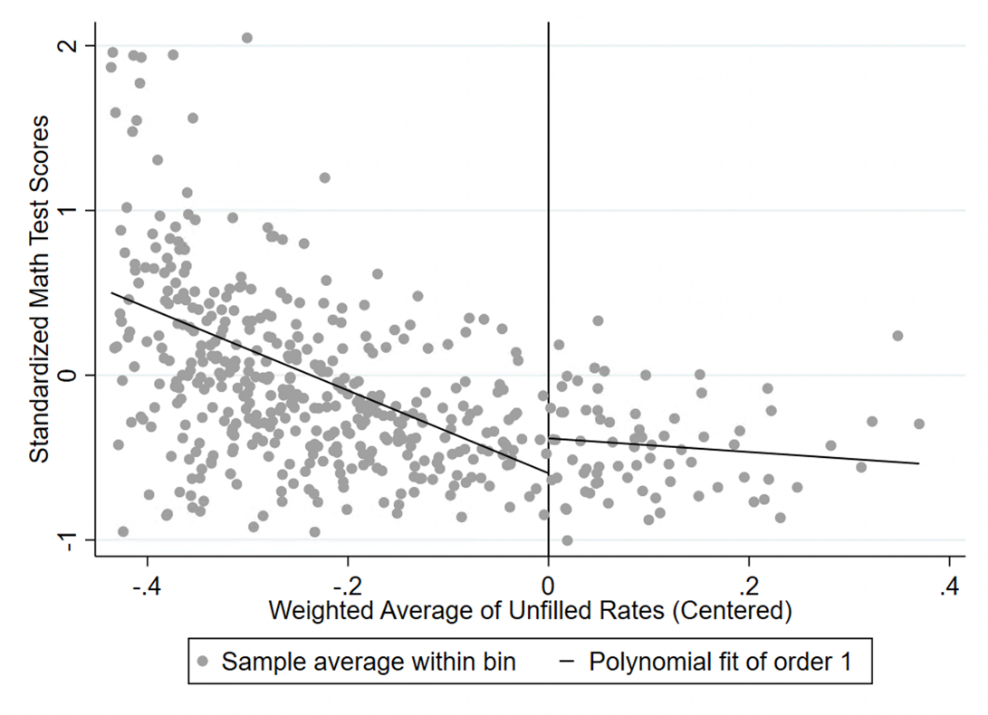 Standardized Math Test Scores
2
1
0
-1
-.4
-.2
0
.2
.4
Weighted Average of Unfilled Rates (Centered)
Sample average within bin
Polynomial fit of order 1